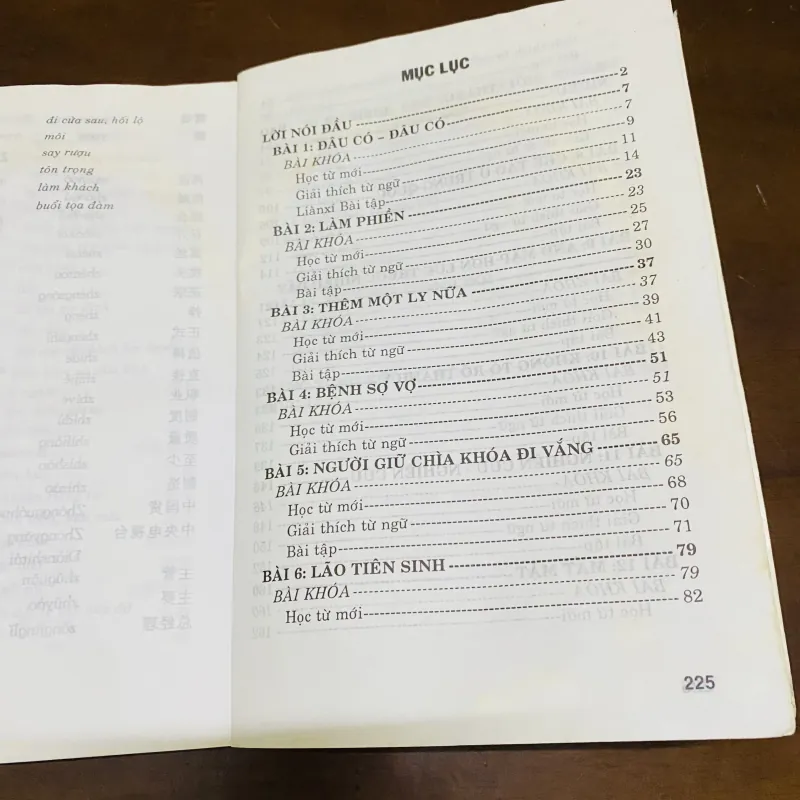 đi cửa sau, hối lộ
môi
say rượu
tôn trọng
làm khách
buổi tọa đàm
MỤC LỤC
LỜI NÓI ĐẦU 2
BÀI 1: ĐÂU CÓ – ĐÂU CÓ 7
BÀI KHÓA 7
Học từ mới 9
Giải thích từ ngữ 11
Liànxí Bài tập 14
BÀI 2: LÀM PHIỀN 23
BÀI KHÓA 23
Học từ mới 25
Giải thích từ ngữ 27
Bài tập 30
BÀI 3: THÊM MỘT LY NỮA 37
BÀI KHÓA 37
Học từ mới 39
Giải thích từ ngữ 41
Bài tập 43
BÀI 4: BỆNH SỢ VỢ 51
BÀI KHÓA 51
Học từ mới 53
Giải thích từ ngữ 56
BÀI 5: NGƯỜI GIỮ CHÌA KHÓA ĐI VẮNG 65
BÀI KHÓA 65
Học từ mới 68
Giải thích từ ngữ 70
Bài tập 71
BÀI 6: LÃO TIÊN SINH 79
BÀI KHÓA 79
Học từ mới 82
225